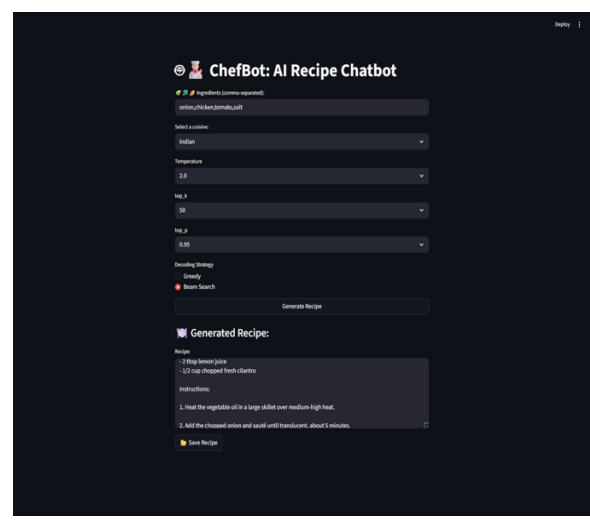 Deploy
ChefBot: AI Recipe Chatbot
Ingredients (comma-separated):
onion,chicken,tomato,salt
Select a cuisine:
Indian
Temperature
2.0
top_k
50
top_p
0.95
Decoding Strategy
Greedy
Beam Search
Generate Recipe
Generated Recipe:
Recipe:
- 2 tbsp lemon juice
- 1/2 cup chopped fresh cilantro
Instructions:
1. Heat the vegetable oil in a large skillet over medium-high heat.
2. Add the chopped onion and sauté until translucent, about 5 minutes.
Save Recipe